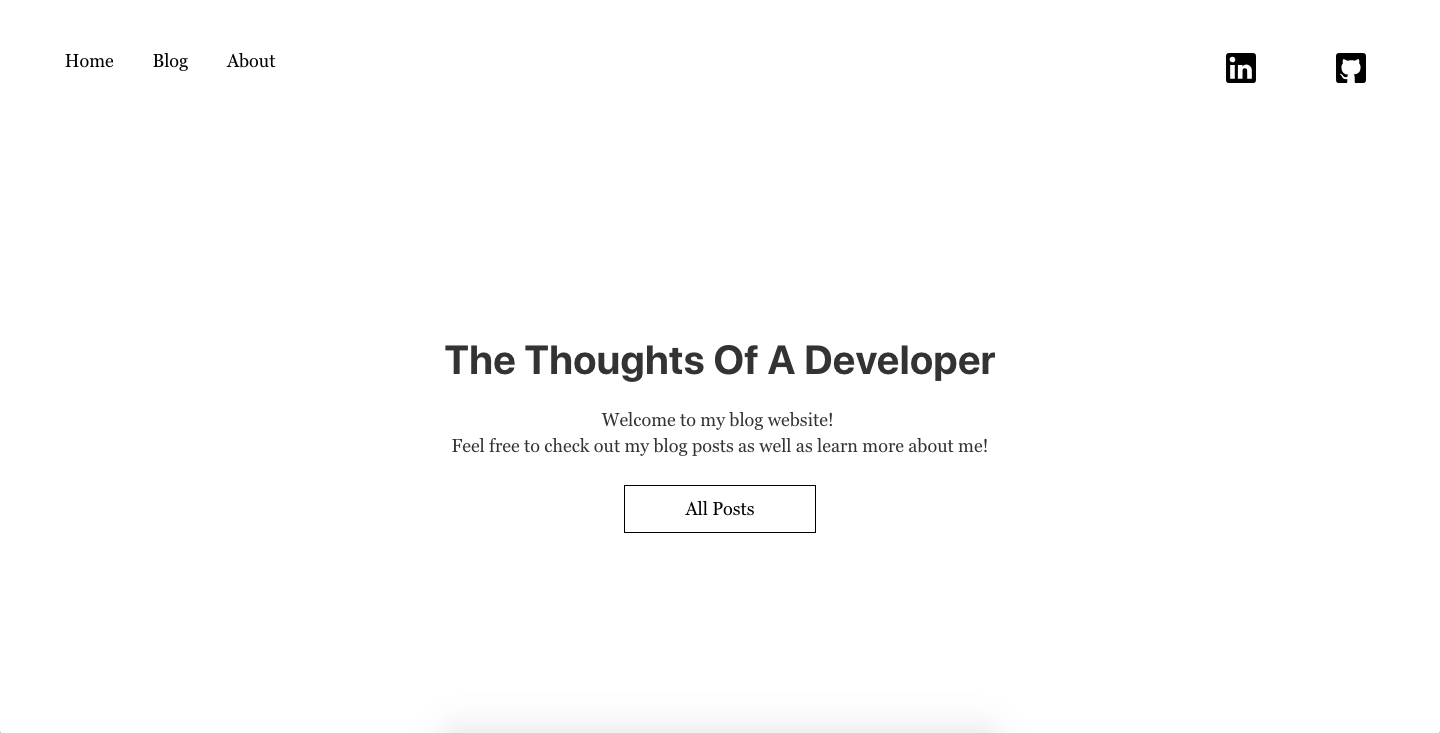 Home Blog About
in
The Thoughts Of A Developer
Welcome to my blog website!
Feel free to check out my blog posts as well as learn more about me!
All Posts